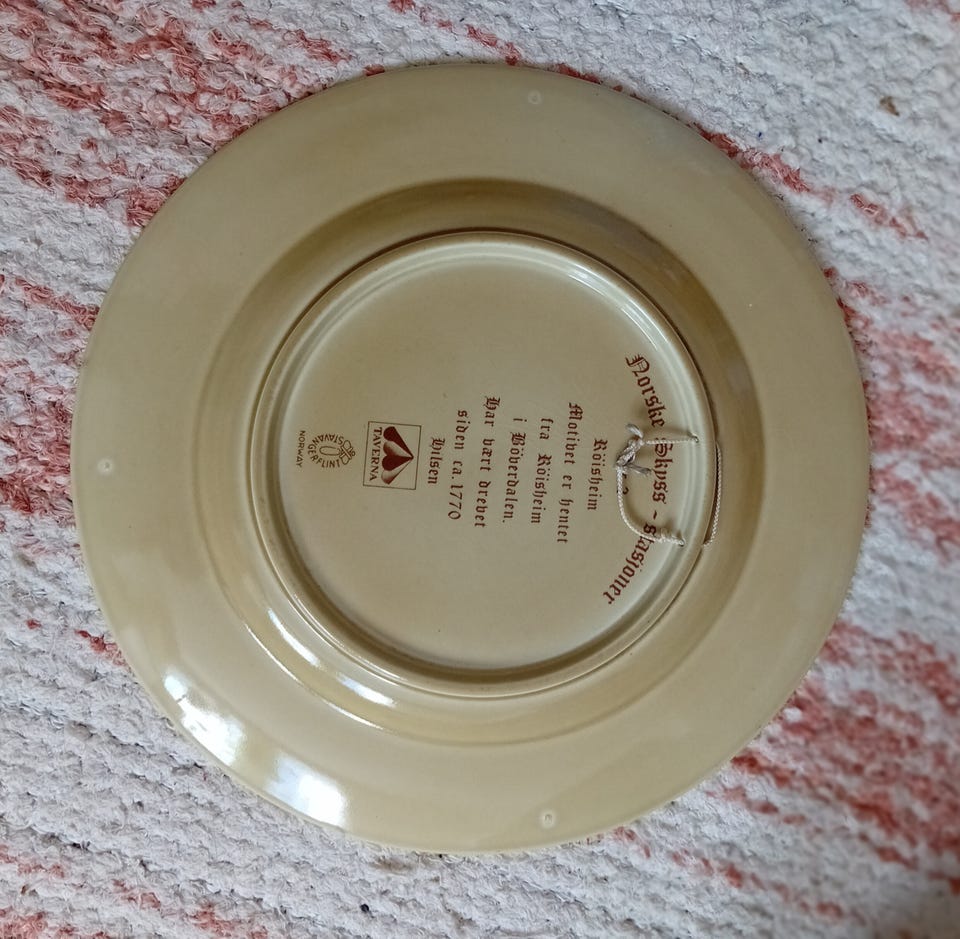 Norske Skyss-stasjoner
2
Röisheim
Motivet er hentet
fra Röisheim
i Böverdalen.
Har vært drevet
siden ca. 1770
Hilsen
TAVERNA
STAVANGERFLINT
NORWAY